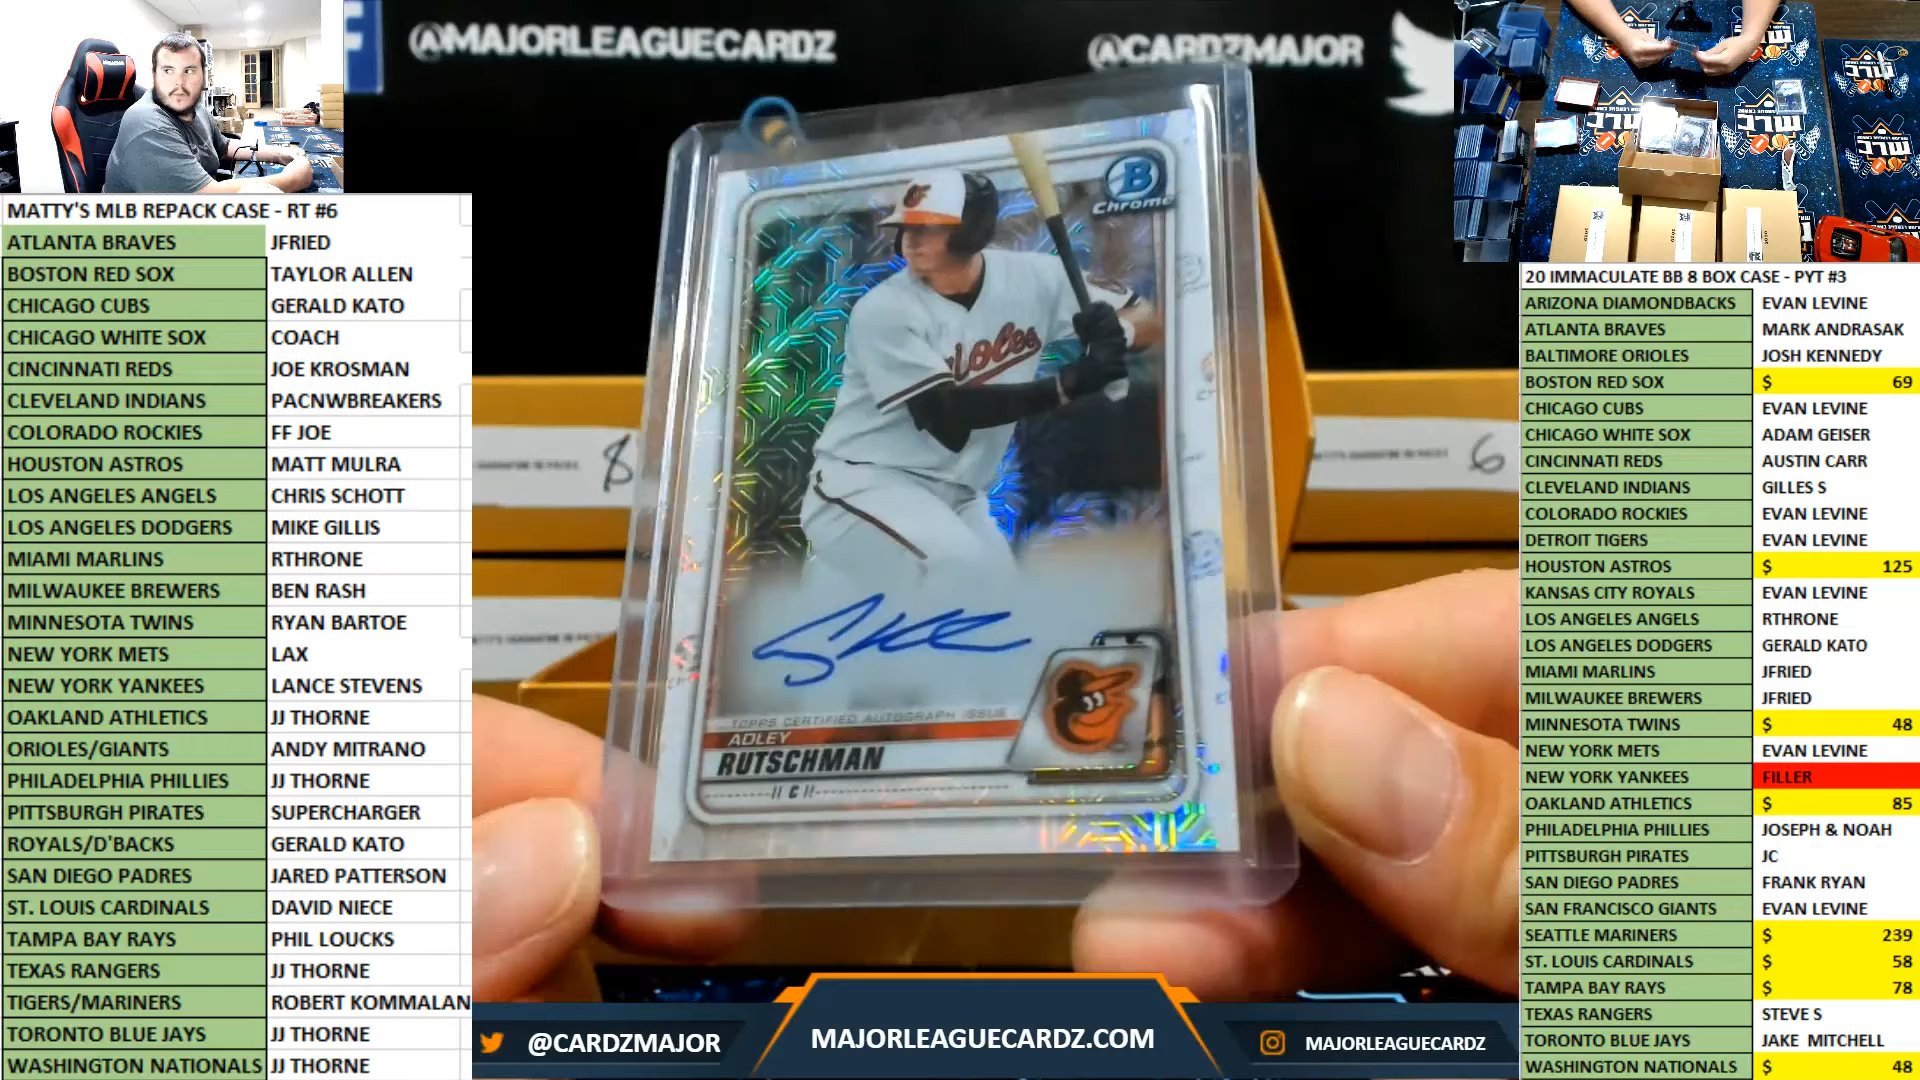 @MAJORLEAGUECARDZ
@CARDZMAJOR
MATTY'S MLB REPACK CASE - RT #6
ATLANTA BRAVES JFRIED
BOSTON RED SOX TAYLOR ALLEN
CHICAGO CUBS GERALD KATO
CHICAGO WHITE SOX COACH
CINCINNATI REDS JOE KROSMAN
CLEVELAND INDIANS PACNWBREAKERS
COLORADO ROCKIES FF JOE
HOUSTON ASTROS MATT MULRA
LOS ANGELES ANGELS CHRIS SCHOTT
LOS ANGELES DODGERS MIKE GILLIS
MIAMI MARLINS RTHRONE
MILWAUKEE BREWERS BEN RASH
MINNESOTA TWINS RYAN BARTOE
NEW YORK METS LAX
NEW YORK YANKEES LANCE STEVENS
OAKLAND ATHLETICS JJ THORNE
ORIOLES/GIANTS ANDY MITRANO
PHILADELPHIA PHILLIES JJ THORNE
PITTSBURGH PIRATES SUPERCHARGER
ROYALS/D'BACKS GERALD KATO
SAN DIEGO PADRES JARED PATTERSON
ST. LOUIS CARDINALS DAVID NIECE
TAMPA BAY RAYS PHIL LOUCKS
TEXAS RANGERS JJ THORNE
TIGERS/MARINERS ROBERT KOMMALAN
TORONTO BLUE JAYS JJ THORNE
WASHINGTON NATIONALS JJ THORNE
B
Chrome
Orioles
8
6
TOPPS CERTIFIED AUTOGRAPH ISSUE
ADLEY
RUTSCHMAN
// C //
@CARDZMAJOR
MAJORLEAGUECARDZ.COM
MAJORLEAGUECARDZ
20 IMMACULATE BB 8 BOX CASE - PYT #3
ARIZONA DIAMONDBACKS EVAN LEVINE
ATLANTA BRAVES MARK ANDRASAK
BALTIMORE ORIOLES JOSH KENNEDY
BOSTON RED SOX $ 69
CHICAGO CUBS EVAN LEVINE
CHICAGO WHITE SOX ADAM GEISER
CINCINNATI REDS AUSTIN CARR
CLEVELAND INDIANS GILLES S
COLORADO ROCKIES EVAN LEVINE
DETROIT TIGERS EVAN LEVINE
HOUSTON ASTROS $ 125
KANSAS CITY ROYALS EVAN LEVINE
LOS ANGELES ANGELS RTHRONE
LOS ANGELES DODGERS GERALD KATO
MIAMI MARLINS JFRIED
MILWAUKEE BREWERS JFRIED
MINNESOTA TWINS $ 48
NEW YORK METS EVAN LEVINE
NEW YORK YANKEES FILLER
OAKLAND ATHLETICS $ 85
PHILADELPHIA PHILLIES JOSEPH & NOAH
PITTSBURGH PIRATES JC
SAN DIEGO PADRES FRANK RYAN
SAN FRANCISCO GIANTS EVAN LEVINE
SEATTLE MARINERS $ 239
ST. LOUIS CARDINALS $ 58
TAMPA BAY RAYS $ 78
TEXAS RANGERS STEVE S
TORONTO BLUE JAYS JAKE MITCHELL
WASHINGTON NATIONALS $ 48